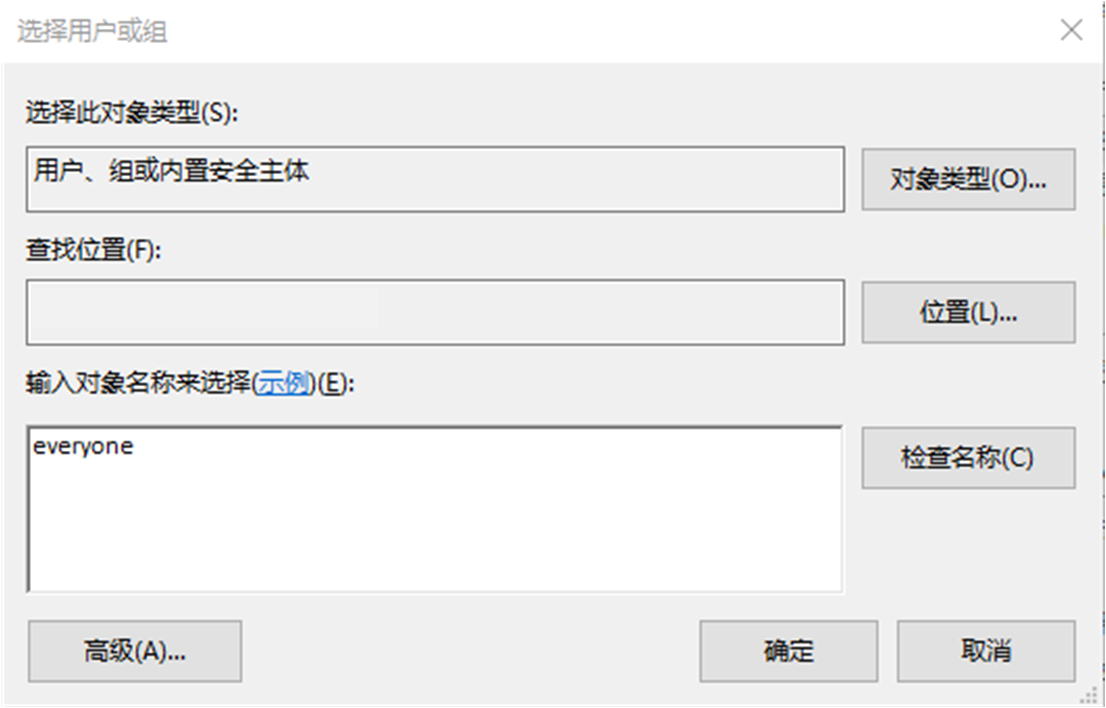 选择用户或组
选择此对象类型(S):
用户、组或内置安全主体
对象类型(O)...
查找位置(F):
位置(L)...
输入对象名称来选择(示例)(E):
everyone
检查名称(C)
高级(A)...
确定
取消